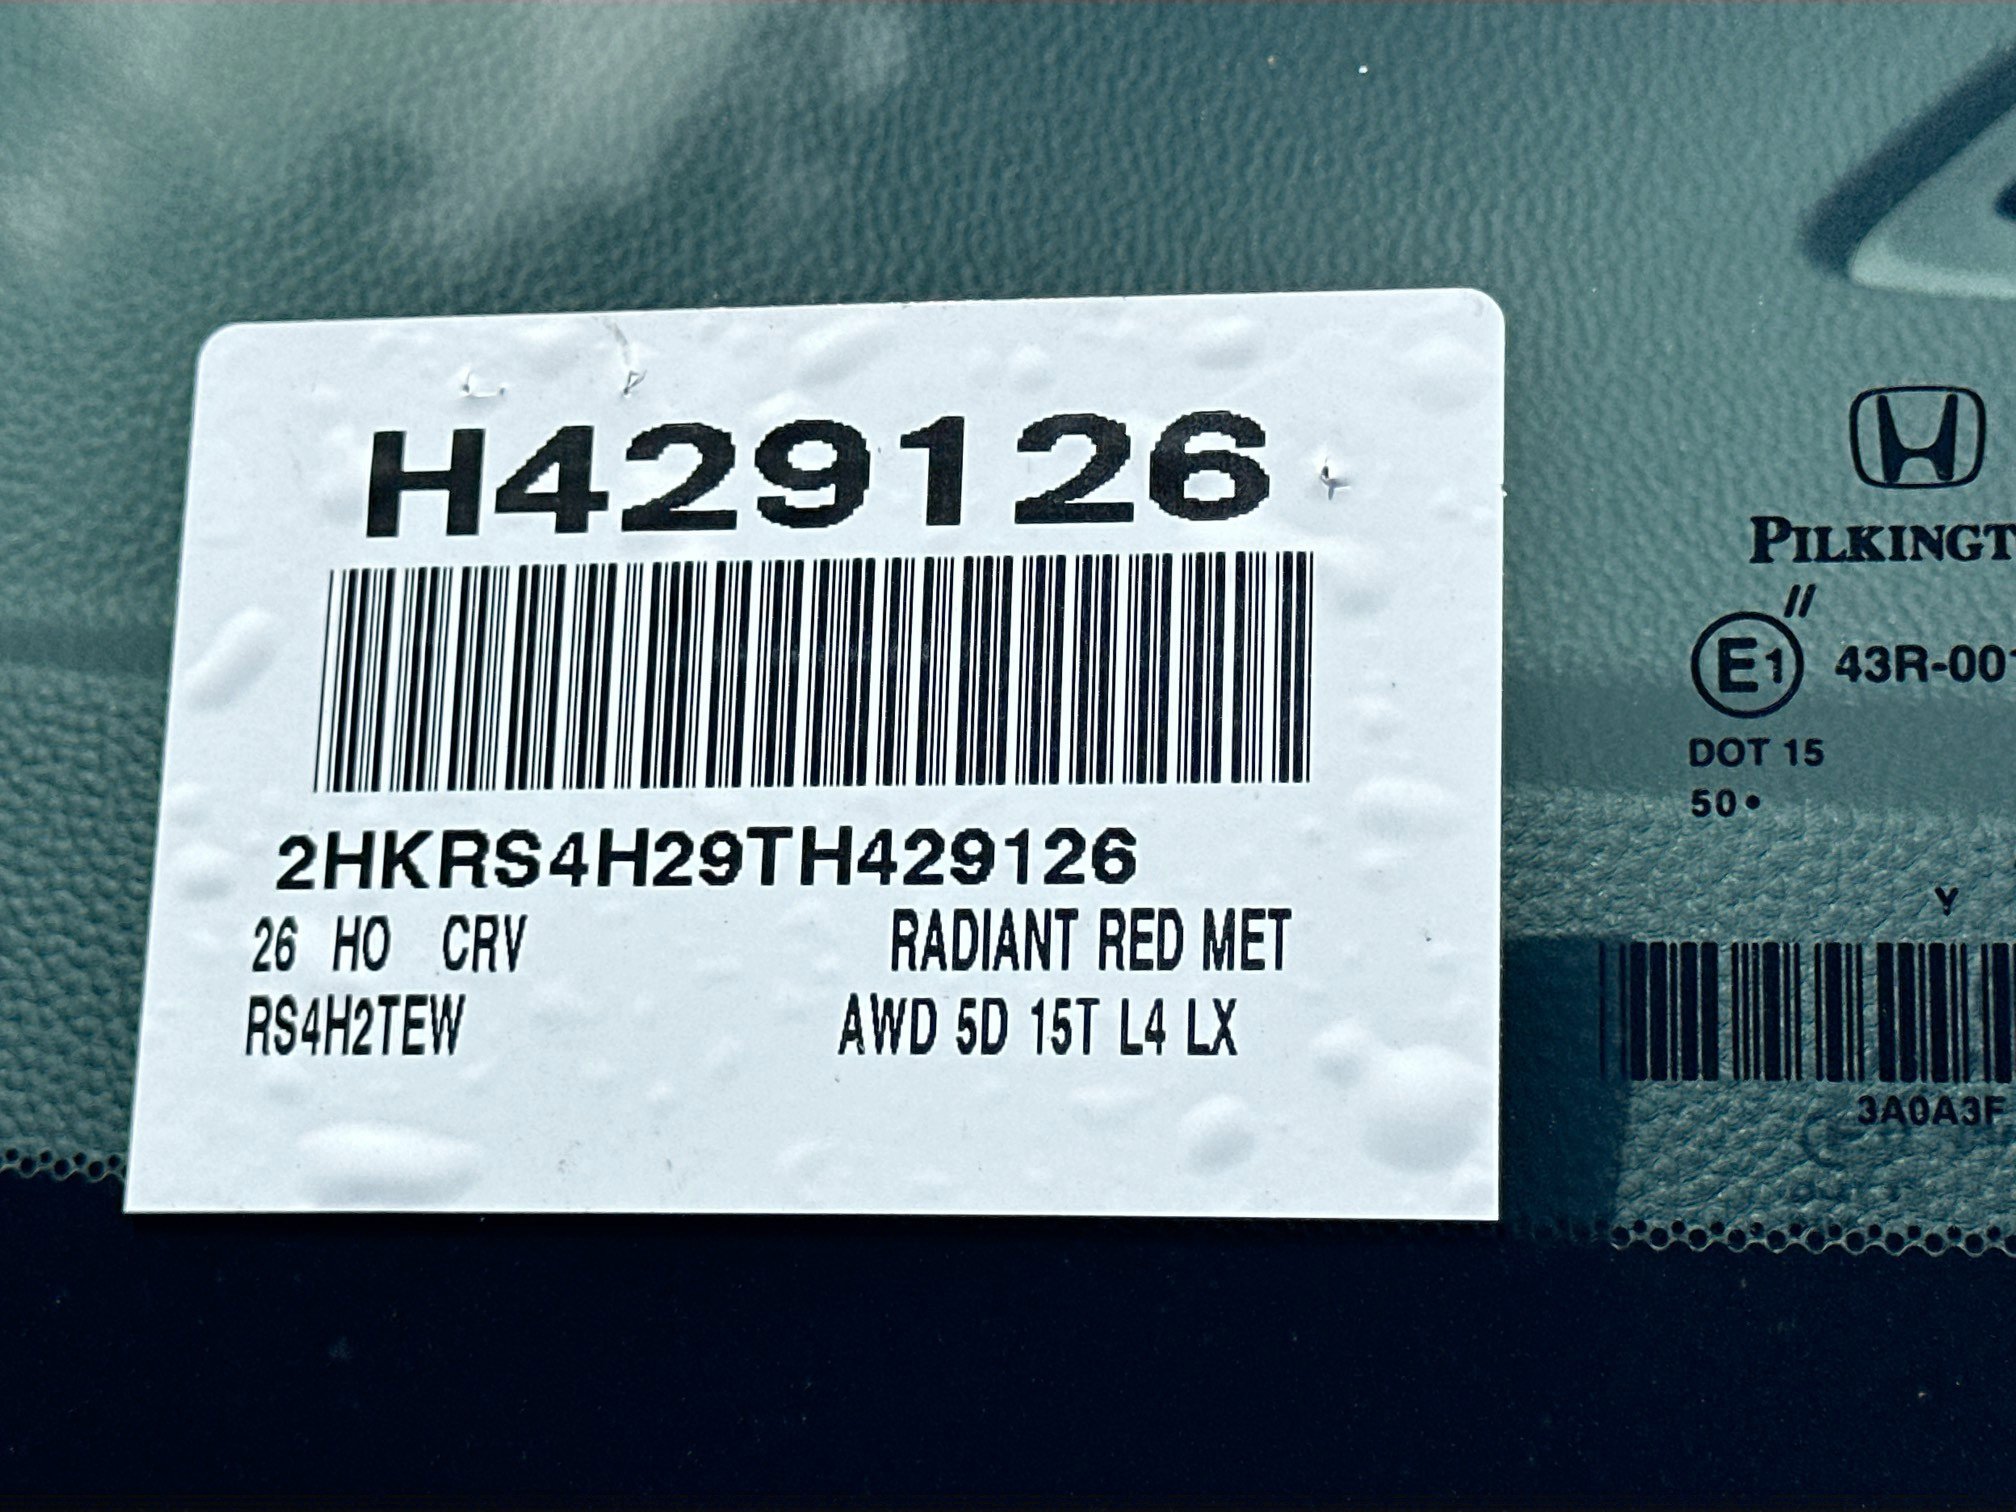 H429126
2HKRS4H29TH429126
26 HO CRV RADIANT RED MET
RS4H2TEW AWD 5D 15T L4 LX
PILKINGT
//
E1 43R-001
DOT 15
50•
Y
3A0A3F